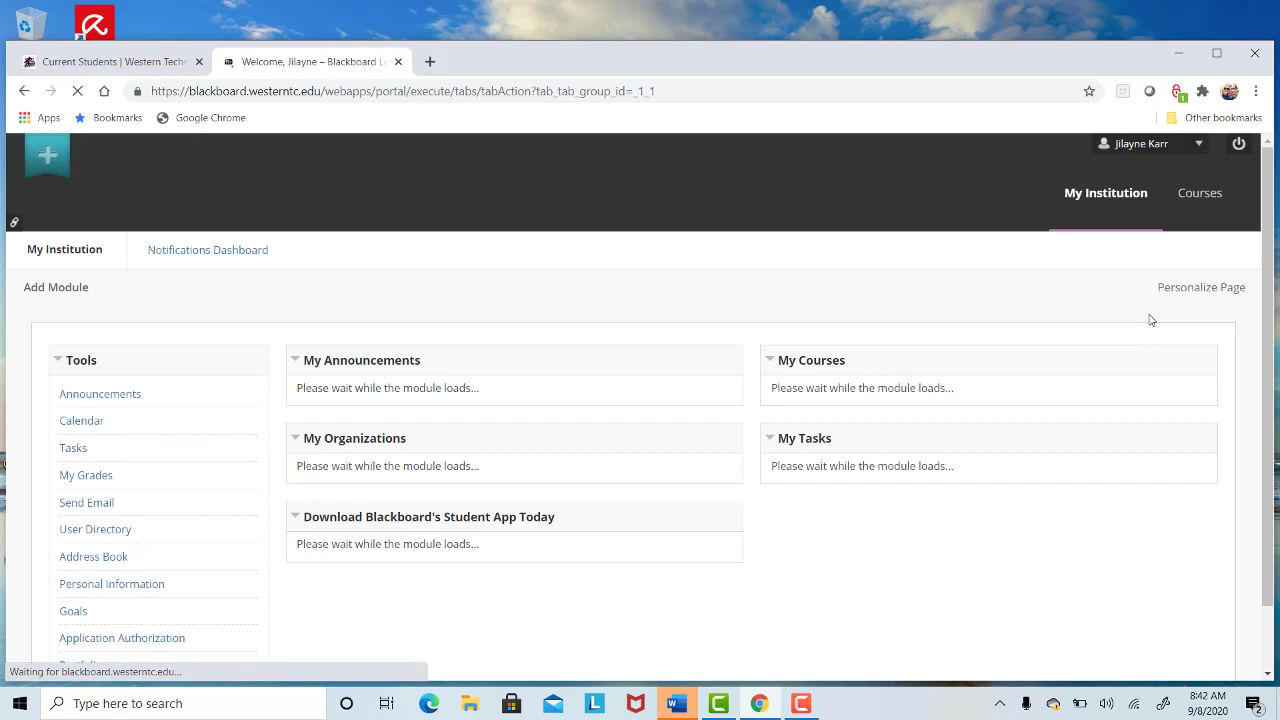 Current Students | Western Techn
Welcome, Jilayne – Blackboard Le
https://blackboard.westerntc.edu/webapps/portal/execute/tabs/tabAction?tab_tab_group_id=_1_1
1
Apps
Bookmarks
Google Chrome
Other bookmarks
Jilayne Karr
My Institution
Courses
My Institution
Notifications Dashboard
Add Module
Personalize Page
Tools
Announcements
Calendar
Tasks
My Grades
Send Email
User Directory
Address Book
Personal Information
Goals
Application Authorization
My Announcements
Please wait while the module loads...
My Organizations
Please wait while the module loads...
Download Blackboard's Student App Today
Please wait while the module loads...
My Courses
Please wait while the module loads...
My Tasks
Please wait while the module loads...
Waiting for blackboard.westerntc.edu...
Type here to search
8:42 AM
9/8/2020
2